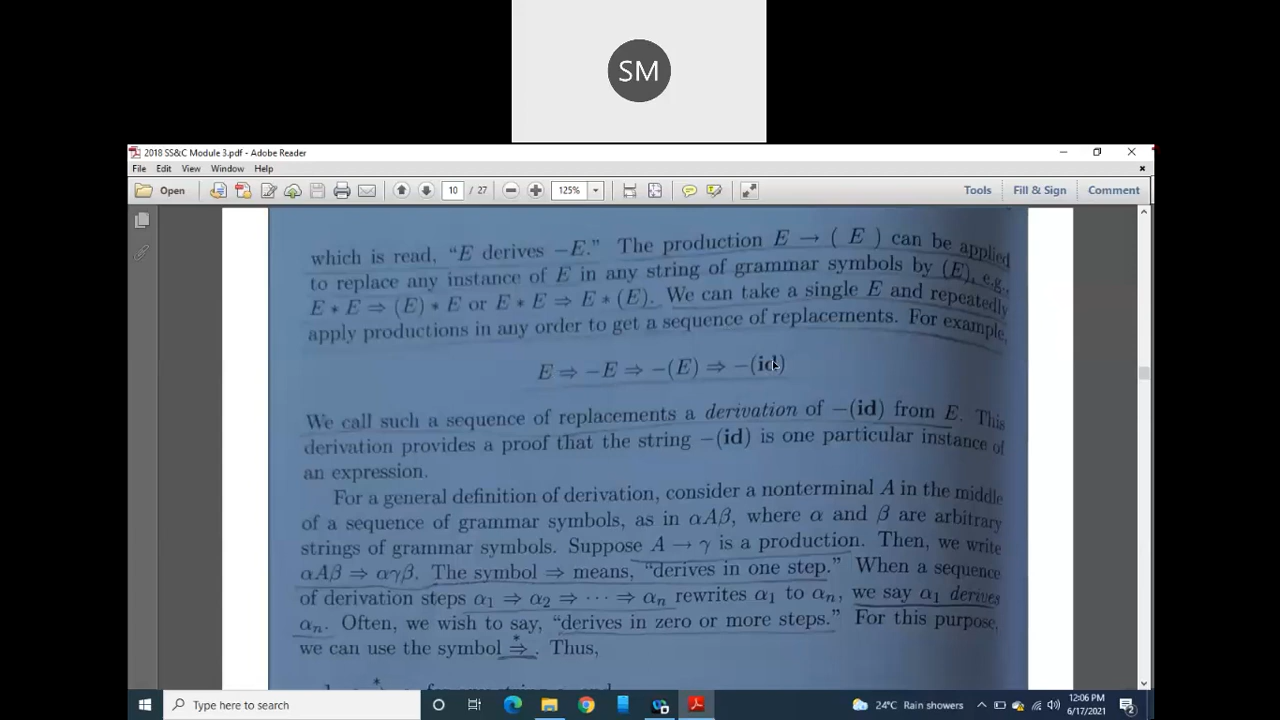 SM
2018 SS&C Module 3.pdf - Adobe Reader
File Edit View Window Help
Open 10 / 27 125% Tools Fill & Sign Comment
which is read, “E derives −E.” The production E → ( E ) can be applied
to replace any instance of E in any string of grammar symbols by (E), e.g.,
E * E ⇒ (E) * E or E * E ⇒ E * (E). We can take a single E and repeatedly
apply productions in any order to get a sequence of replacements. For example,
E ⇒ −E ⇒ −(E) ⇒ −(id)
We call such a sequence of replacements a derivation of −(id) from E. This
derivation provides a proof that the string −(id) is one particular instance of
an expression.
For a general definition of derivation, consider a nonterminal A in the middle
of a sequence of grammar symbols, as in αAβ, where α and β are arbitrary
strings of grammar symbols. Suppose A → γ is a production. Then, we write
αAβ ⇒ αγβ. The symbol ⇒ means, “derives in one step.” When a sequence
of derivation steps α1 ⇒ α2 ⇒ ··· ⇒ αn rewrites α1 to αn, we say α1 derives
αn. Often, we wish to say, “derives in zero or more steps.” For this purpose,
we can use the symbol *⇒. Thus,
Type here to search 24°C Rain showers 12:06 PM
6/17/2021 2